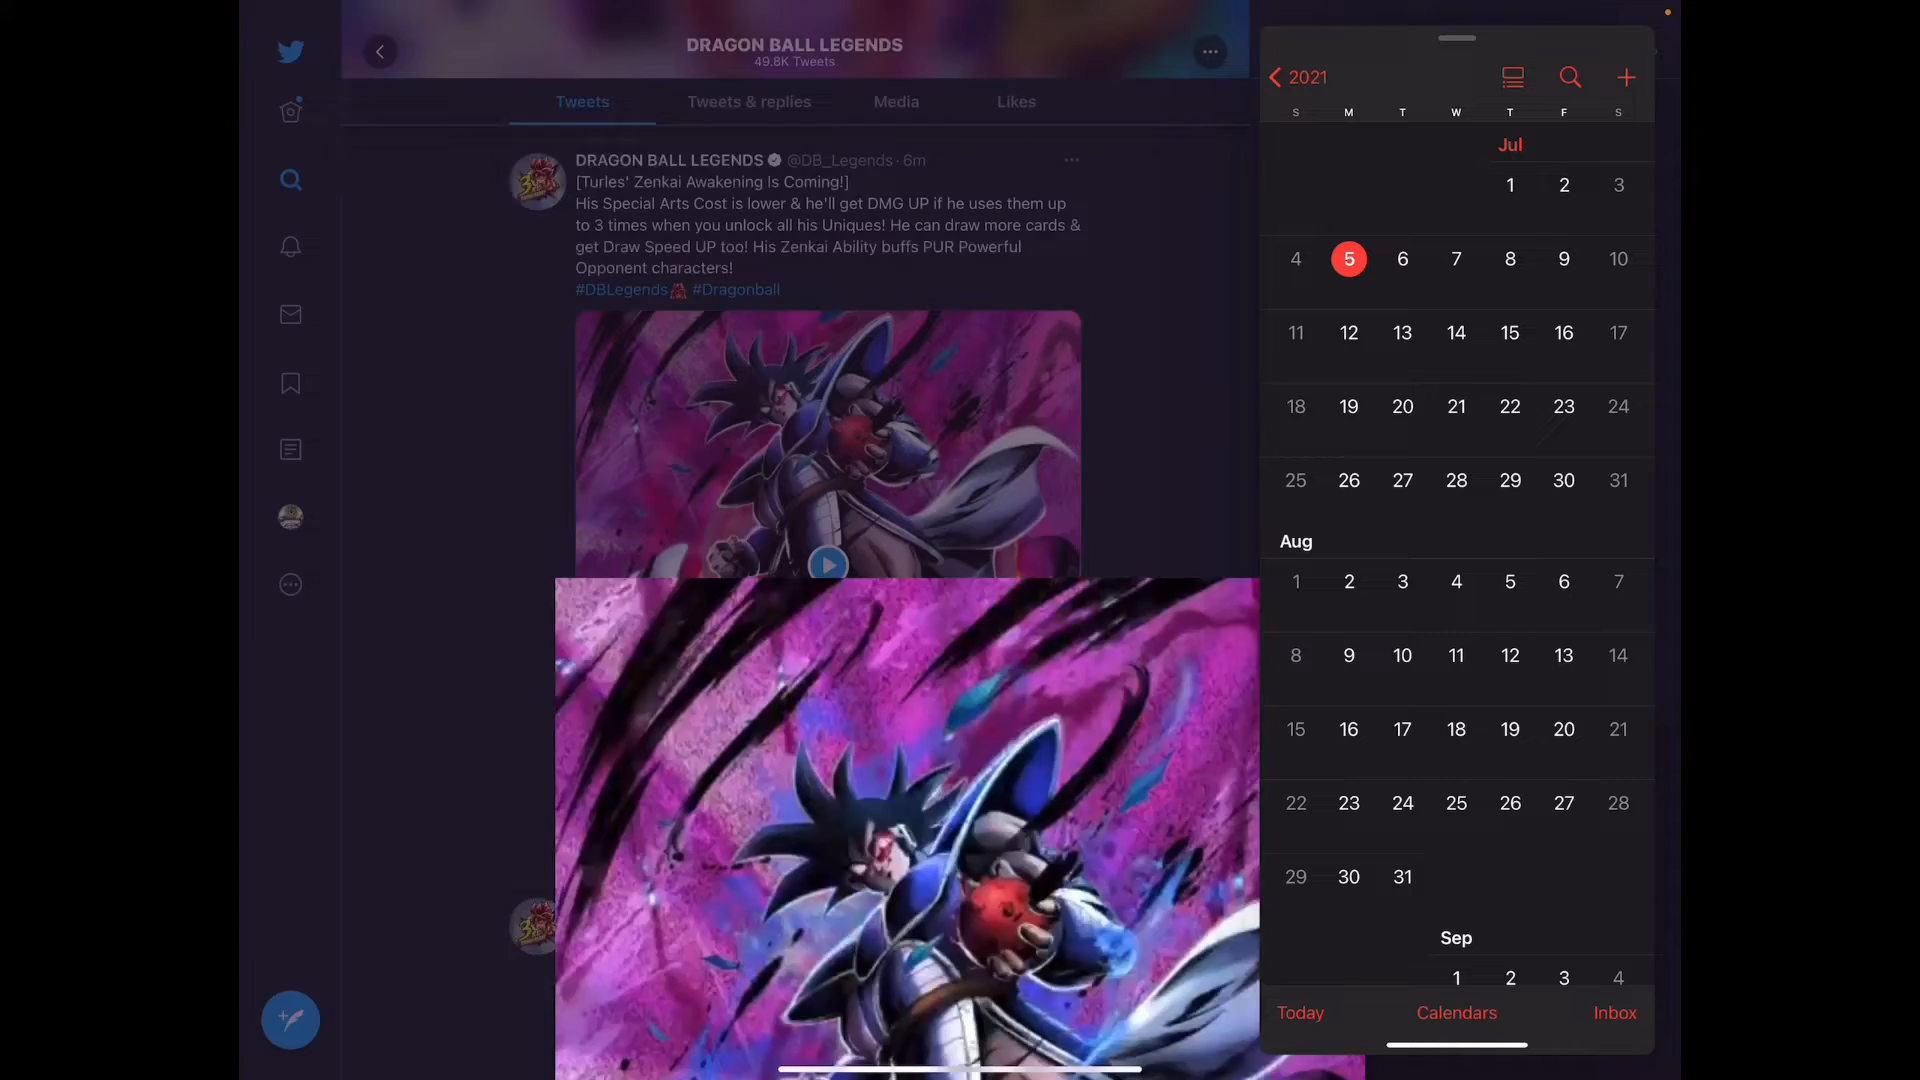 DRAGON BALL LEGENDS
49.8K Tweets
Tweets
Tweets & replies
Media
Likes
DRAGON BALL LEGENDS @DB_Legends · 6m
[Turles' Zenkai Awakening Is Coming!]
His Special Arts Cost is lower & he'll get DMG UP if he uses them up
to 3 times when you unlock all his Uniques! He can draw more cards &
get Draw Speed UP too! His Zenkai Ability buffs PUR Powerful
Opponent characters!
#DBLegends #Dragonball
2021
S M T W T F S
Jul
1 2 3
4 5 6 7 8 9 10
11 12 13 14 15 16 17
18 19 20 21 22 23 24
25 26 27 28 29 30 31
Aug
1 2 3 4 5 6 7
8 9 10 11 12 13 14
15 16 17 18 19 20 21
22 23 24 25 26 27 28
29 30 31
Sep
1 2 3 4
Today Calendars Inbox